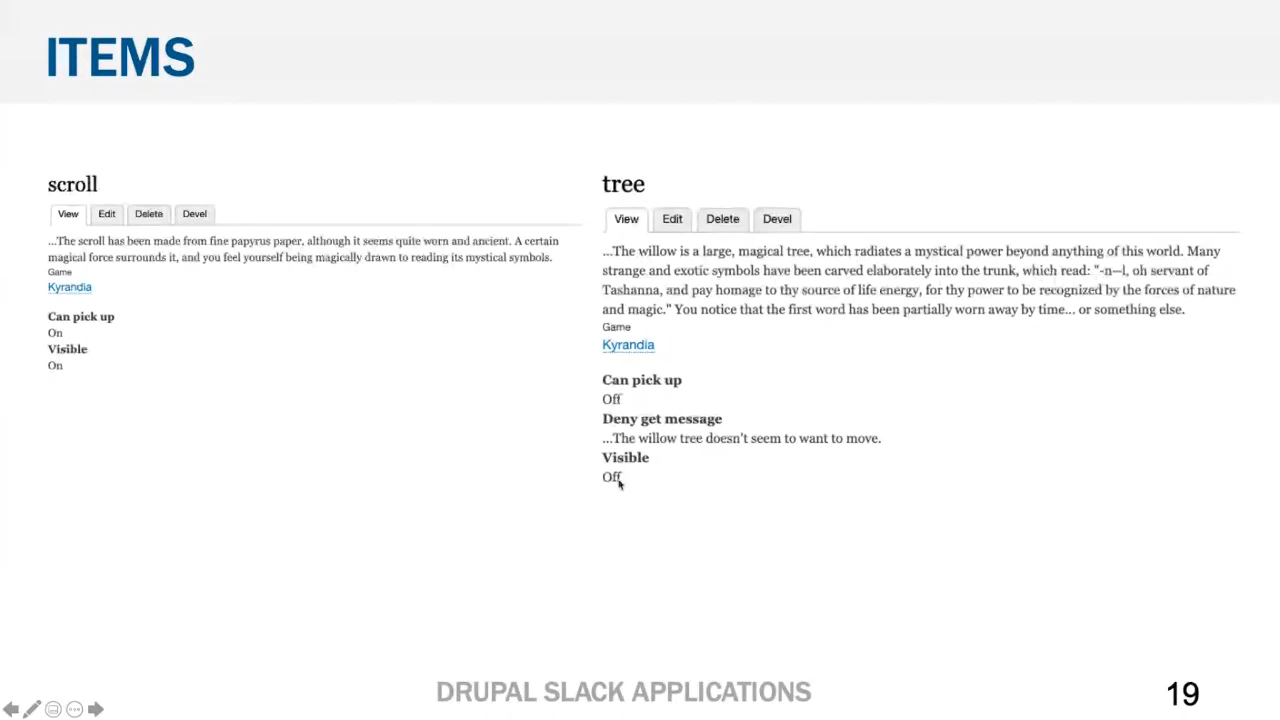 ITEMS
scroll
View Edit Delete Devel
...The scroll has been made from fine papyrus paper, although it seems quite worn and ancient. A certain
magical force surrounds it, and you feel yourself being magically drawn to reading its mystical symbols.
Game
Kyrandia
Can pick up
On
Visible
On
tree
View Edit Delete Devel
...The willow is a large, magical tree, which radiates a mystical power beyond anything of this world. Many
strange and exotic symbols have been carved elaborately into the trunk, which read: "-n--l, oh servant of
Tashanna, and pay homage to thy source of life energy, for thy power to be recognized by the forces of nature
and magic." You notice that the first word has been partially worn away by time... or something else.
Game
Kyrandia
Can pick up
Off
Deny get message
...The willow tree doesn't seem to want to move.
Visible
Off
DRUPAL SLACK APPLICATIONS
19